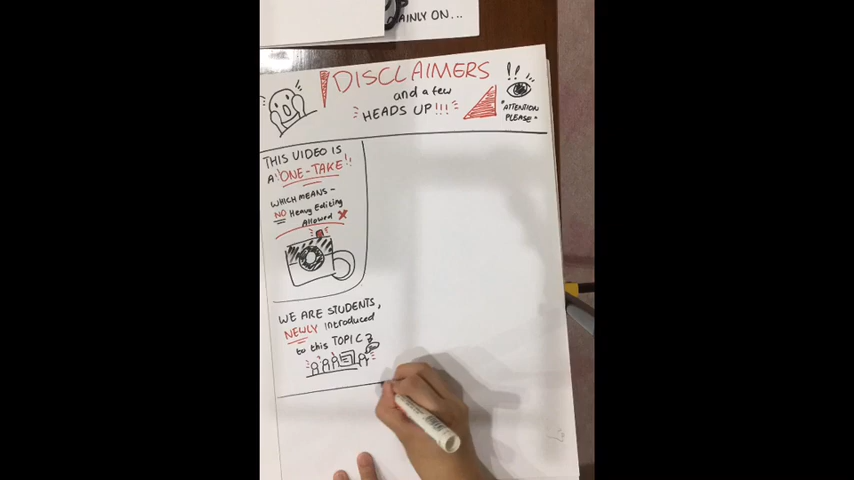 MAINLY ON...
DISCLAIMERS
and a few
HEADS UP!!!
!!
"ATTENTION
PLEASE"
THIS VIDEO IS
A "ONE-TAKE"!!
WHICH MEANS-
NO Heavy Editing
Allowed X
WE ARE STUDENTS,
NEWLY introduced
to this TOPIC